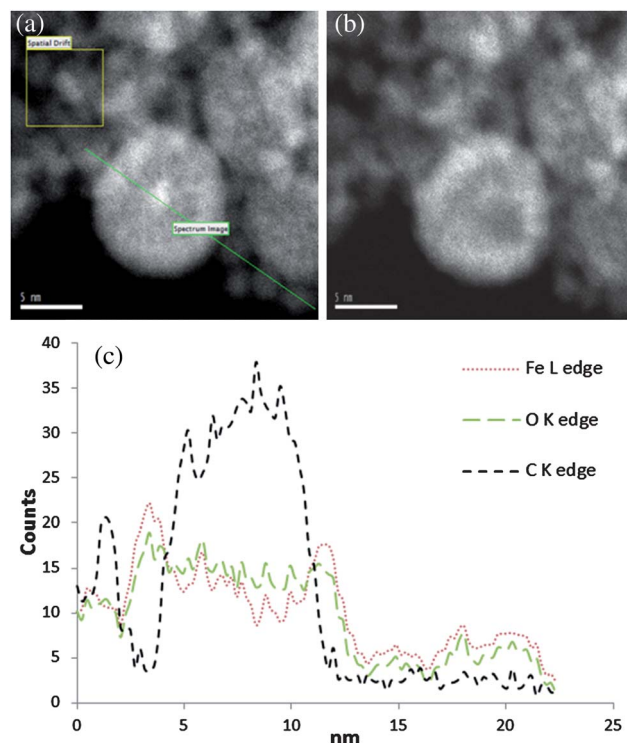 (a)
Spatial Drift
Spectrum Image
5 nm
(b)
5 nm
(c)
40
35
30
25
20
15
10
5
0
Counts
Fe L edge
O K edge
C K edge
0
5
10
15
20
25
nm